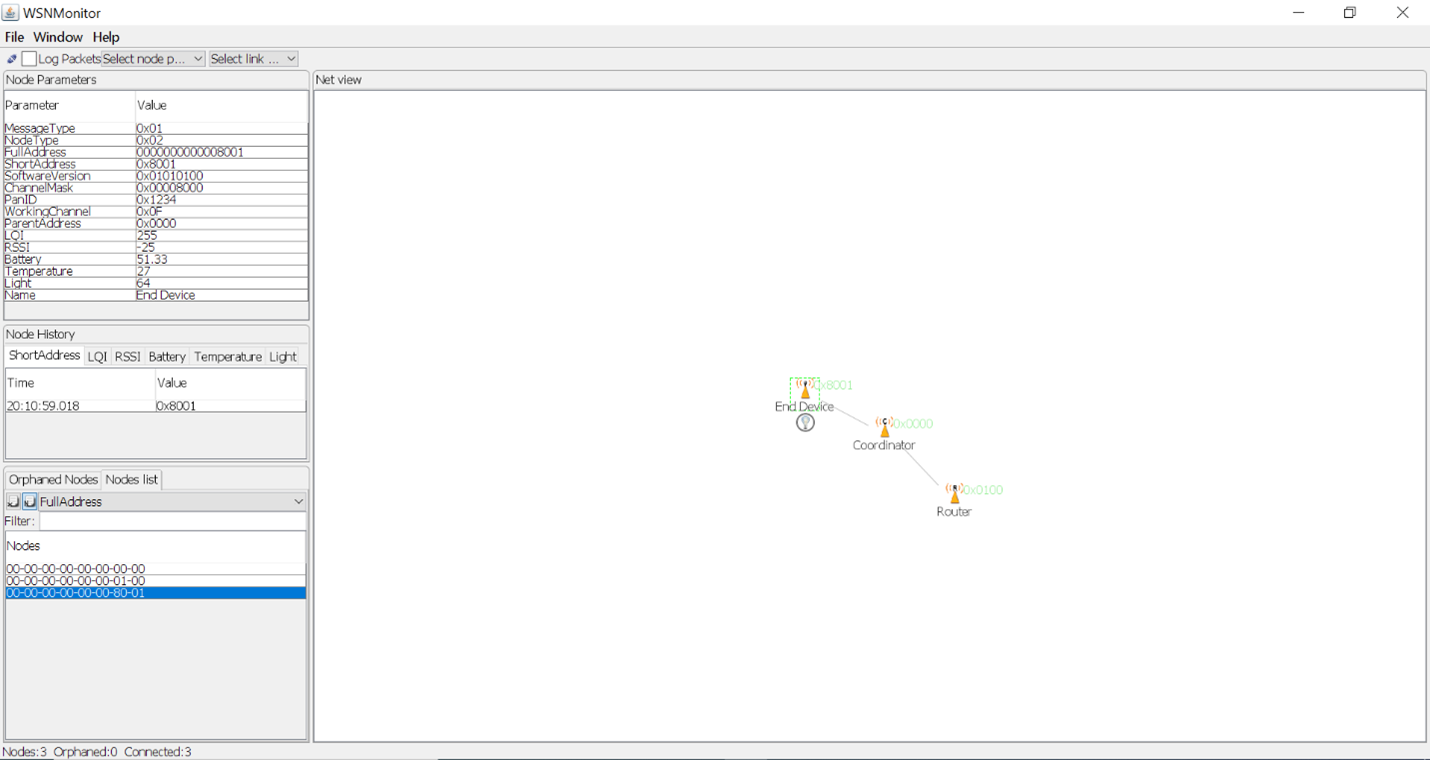 WSNMonitor
File Window Help
Log Packets Select node p... Select link ...
Node Parameters
Parameter Value
MessageType 0x01
NodeType 0x02
FullAddress 0000000000008001
ShortAddress 0x8001
SoftwareVersion 0x01010100
ChannelMask 0x00008000
PanID 0x1234
WorkingChannel 0x0F
ParentAddress 0x0000
LQI 255
RSSI -25
Battery 51.33
Temperature 27
Light 64
Name End Device
Node History
ShortAddress LQI RSSI Battery Temperature Light
Time Value
20:10:59.018 0x8001
Orphaned Nodes Nodes list
FullAddress
Filter:
Nodes
00-00-00-00-00-00-00-00
00-00-00-00-00-00-01-00
00-00-00-00-00-00-80-01
Nodes:3 Orphaned:0 Connected:3
Net view
0x8001
End Device
C 0x0000
Coordinator
R 0x0100
Router